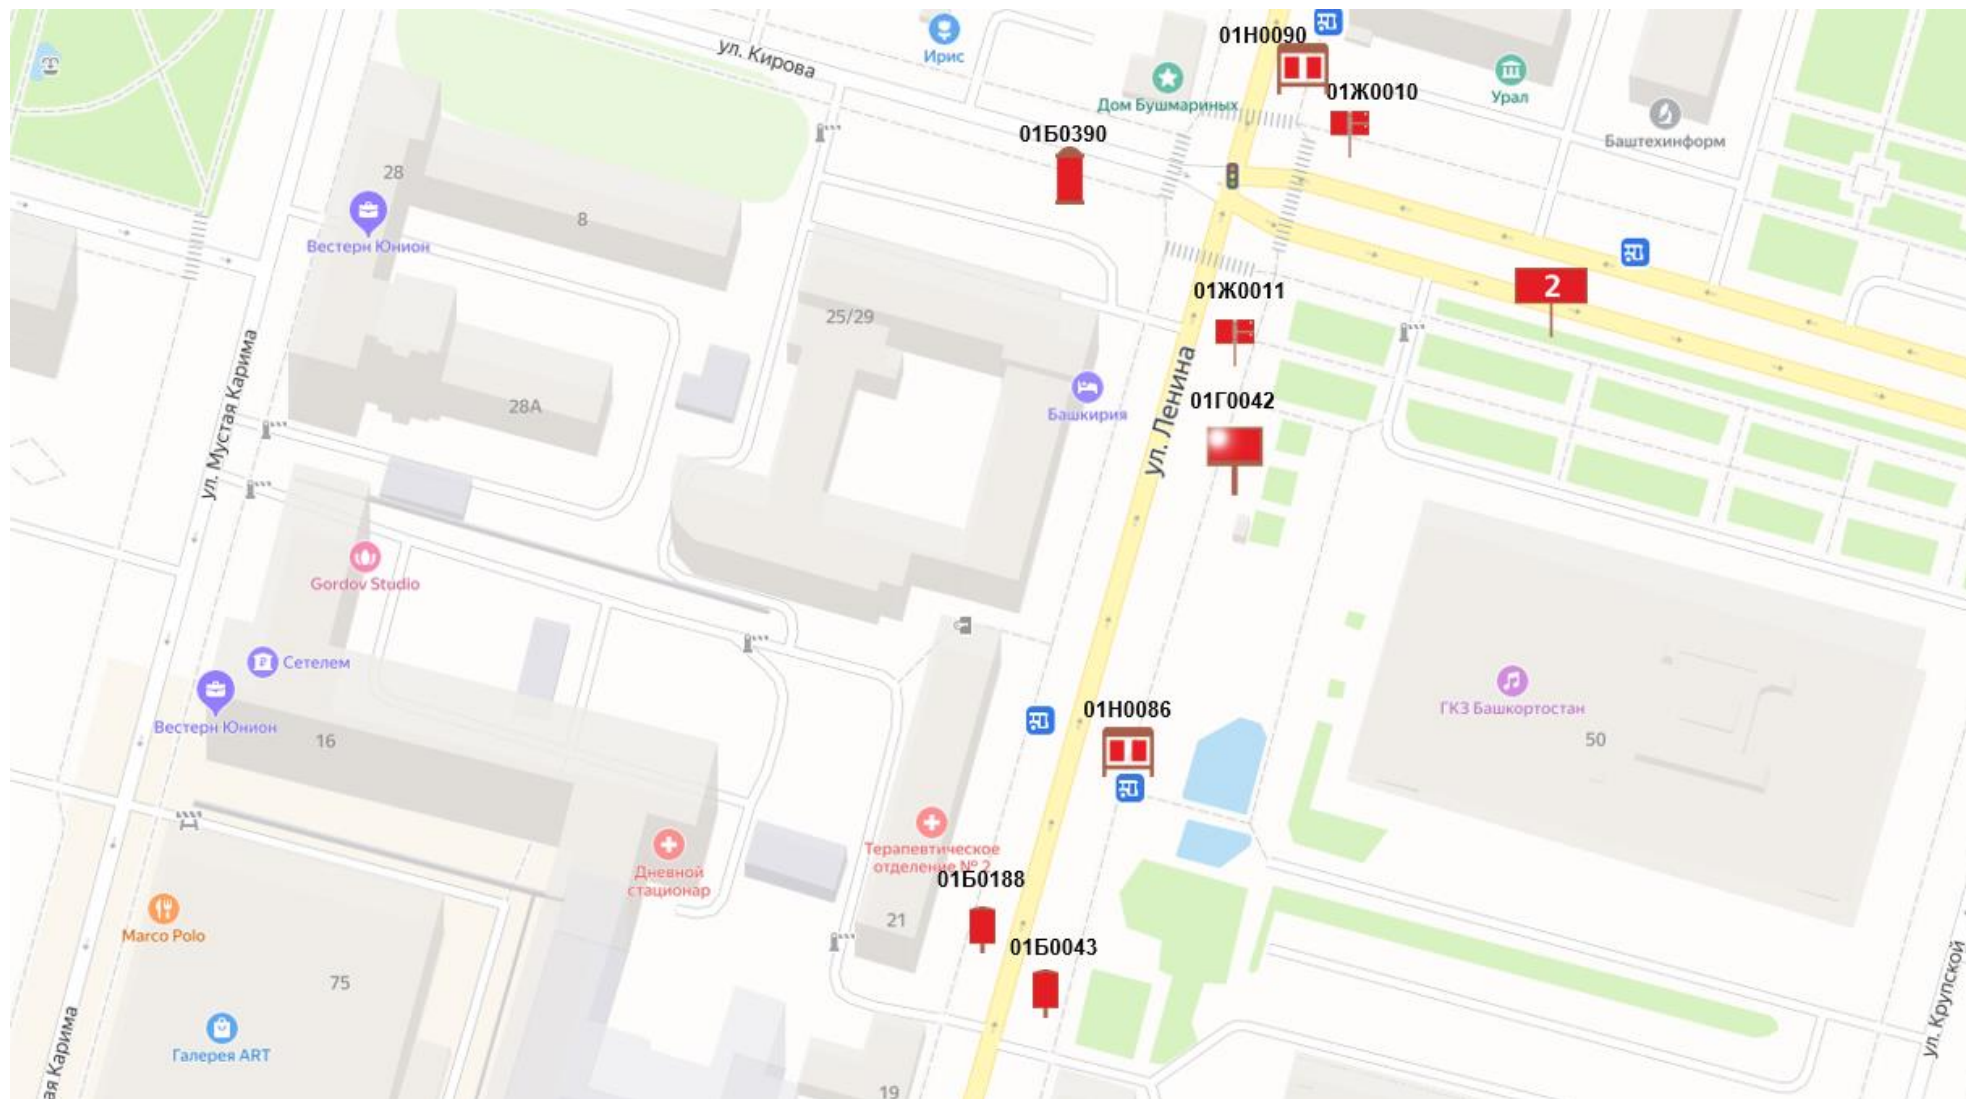 ул. Кирова
Ирис
01Н0090
Дом Бушмариных
01Ж0010
Урал
Баштехинформ
01Б0390
28
8
Вестерн Юнион
01Ж0011
2
25/29
ул. Мустая Карима
28А
Башкирия
ул. Ленина
01Г0042
Gordov Studio
Сетелем
Вестерн Юнион
16
01Н0086
ГКЗ Башкортостан
50
Терапевтическое
отделение № 2
Дневной
стационар
01Б0188
21
01Б0043
Marco Polo
75
Галерея ART
ая Карима
ул. Крупской
19